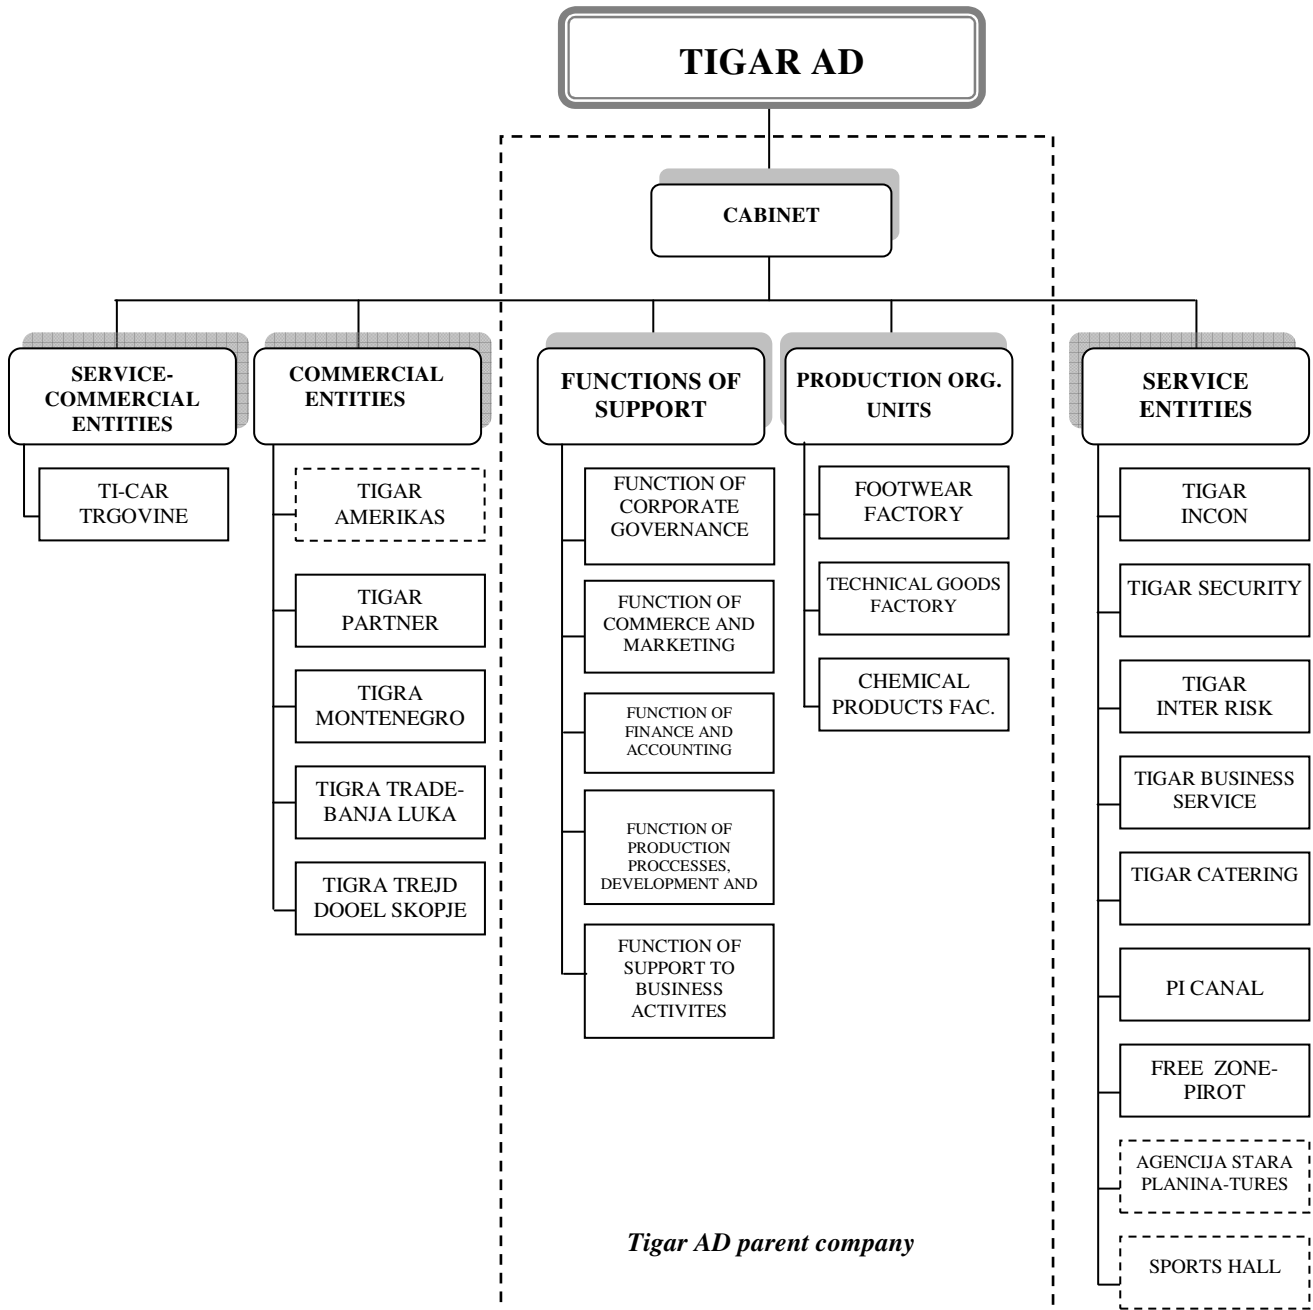 TIGAR AD
CABINET
SERVICE-
COMMERCIAL
ENTITIES
TI-CAR
TRGOVINE
COMMERCIAL
ENTITIES
TIGAR
AMERIKAS
TIGAR
PARTNER
TIGRA
MONTENEGRO
TIGRA TRADE-
BANJA LUKA
TIGRA TREJD
DOOEL SKOPJE
FUNCTIONS OF
SUPPORT
FUNCTION OF
CORPORATE
GOVERNANCE
FUNCTION OF
COMMERCE AND
MARKETING
FUNCTION OF
FINANCE AND
ACCOUNTING
FUNCTION OF
PRODUCTION
PROCCESSES,
DEVELOPMENT AND
FUNCTION OF
SUPPORT TO
BUSINESS
ACTIVITES
PRODUCTION ORG.
UNITS
FOOTWEAR
FACTORY
TECHNICAL GOODS
FACTORY
CHEMICAL
PRODUCTS FAC.
SERVICE
ENTITIES
TIGAR
INCON
TIGAR SECURITY
TIGAR
INTER RISK
TIGAR BUSINESS
SERVICE
TIGAR CATERING
PI CANAL
FREE ZONE-
PIROT
AGENCIJA STARA
PLANINA-TURES
SPORTS HALL
Tigar AD parent company